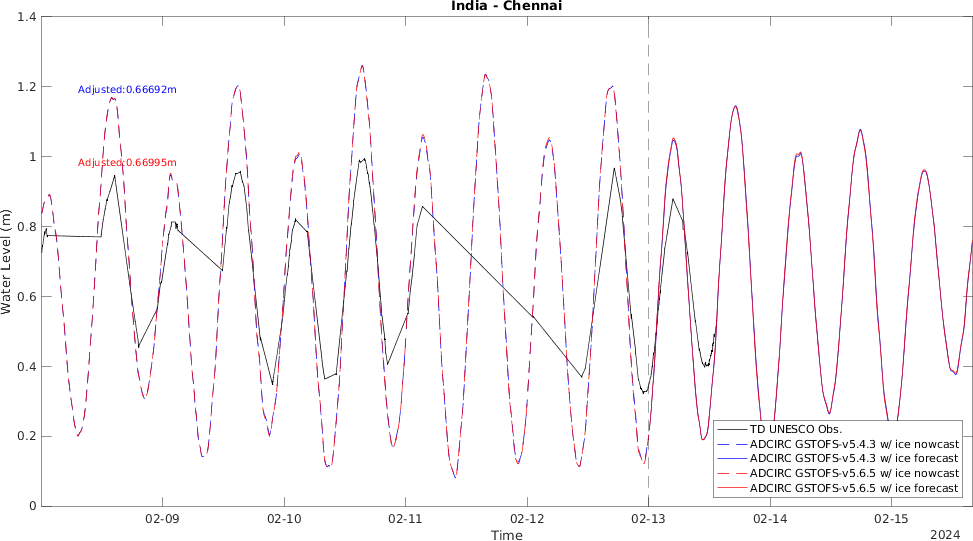 India - Chennai
1.4
1.2
1
0.8
0.6
0.4
0.2
0
Water Level (m)
Adjusted:0.66692m
Adjusted:0.66995m
TD UNESCO Obs.
ADCIRC GSTOFS-v5.4.3 w/ ice nowcast
ADCIRC GSTOFS-v5.4.3 w/ ice forecast
ADCIRC GSTOFS-v5.6.5 w/ ice nowcast
ADCIRC GSTOFS-v5.6.5 w/ ice forecast
02-09 02-10 02-11 02-12 02-13 02-14 02-15
Time
2024